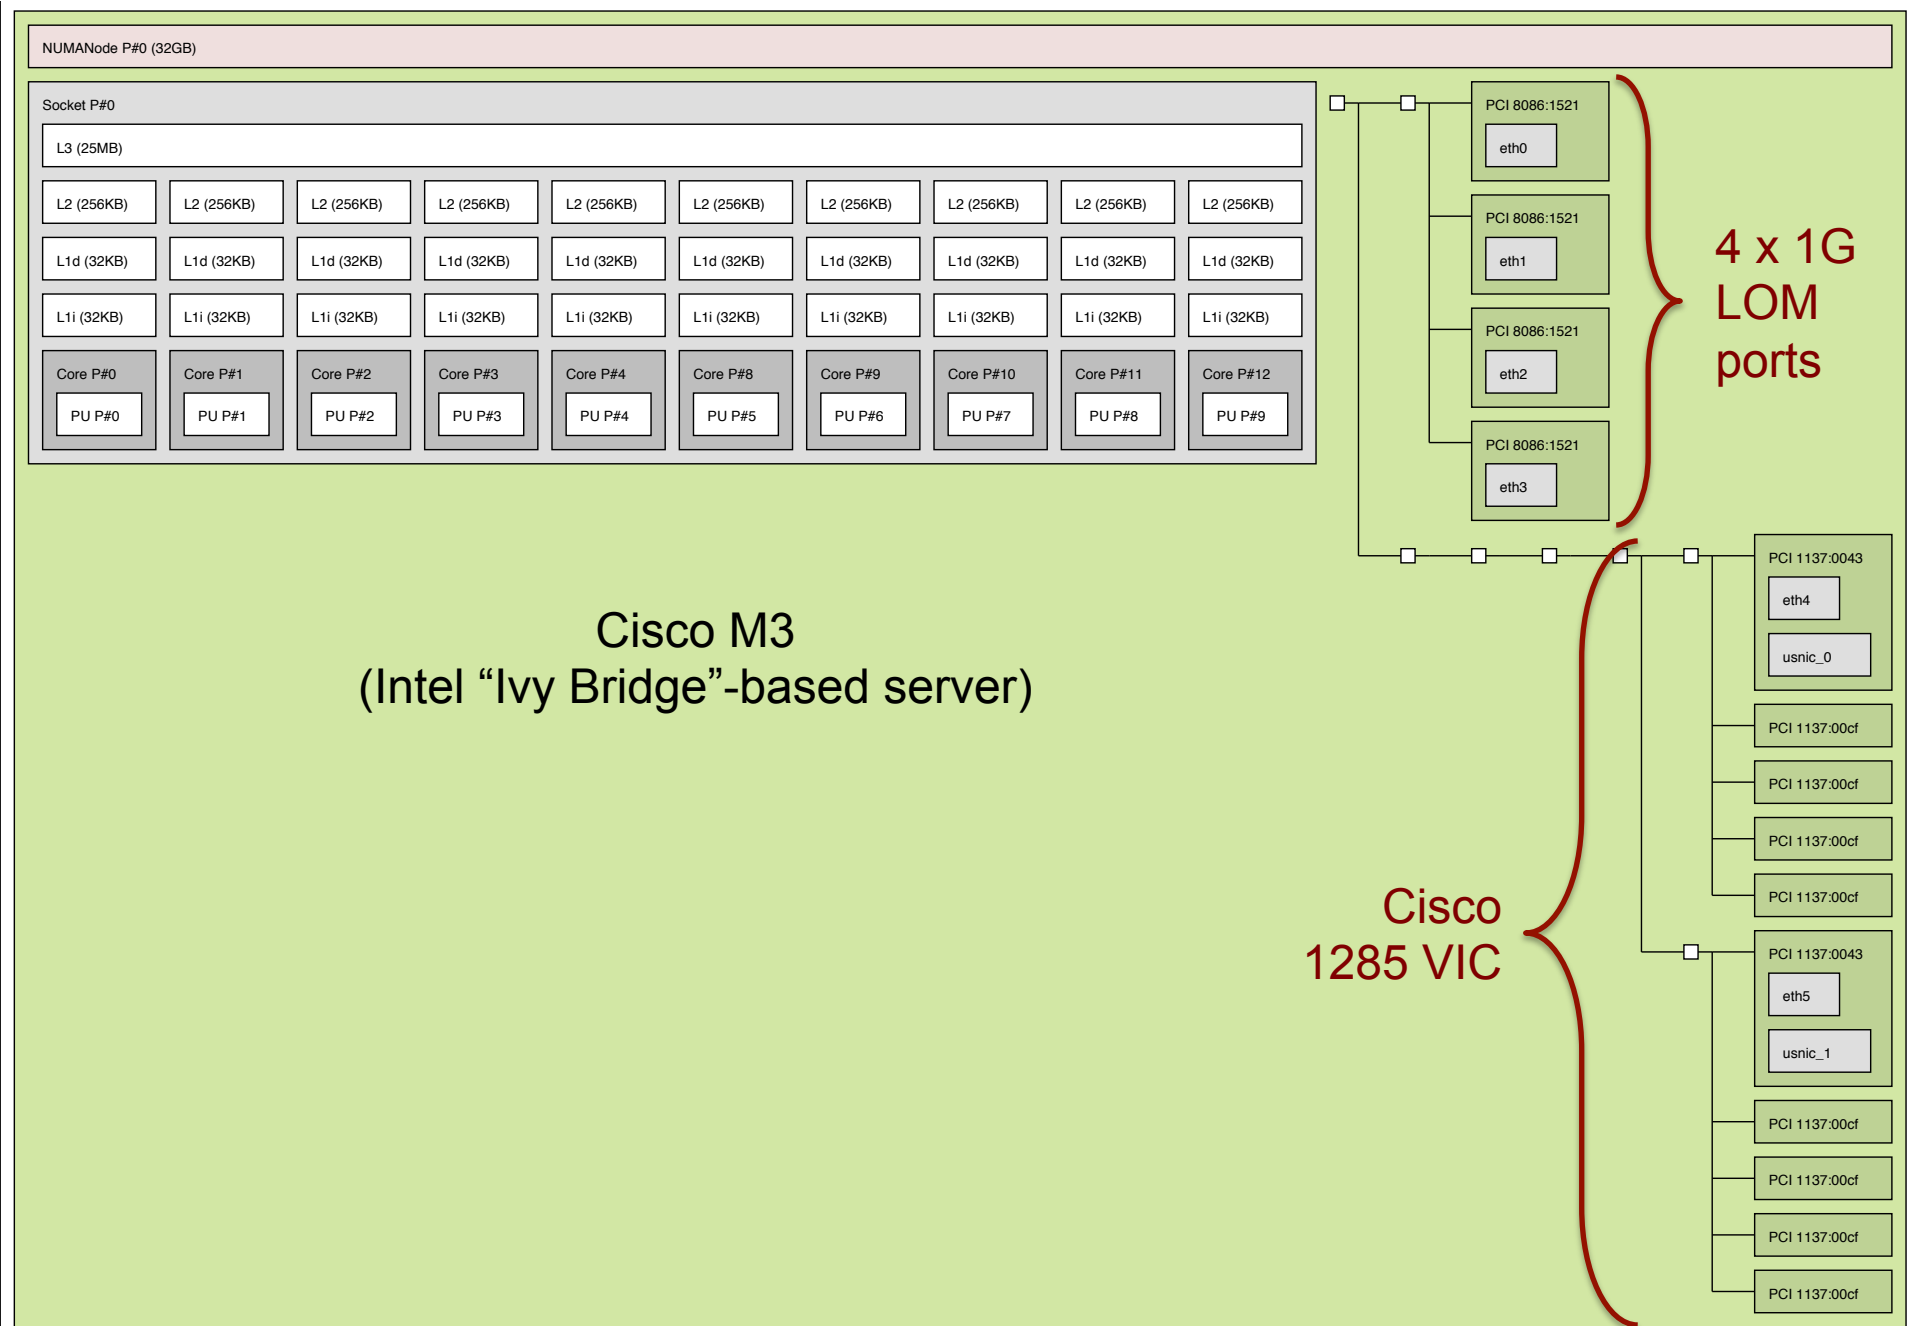 NUMANode P#0 (32GB)
Socket P#0
L3 (25MB)
L2 (256KB) L2 (256KB) L2 (256KB) L2 (256KB) L2 (256KB) L2 (256KB) L2 (256KB) L2 (256KB) L2 (256KB) L2 (256KB)
L1d (32KB) L1d (32KB) L1d (32KB) L1d (32KB) L1d (32KB) L1d (32KB) L1d (32KB) L1d (32KB) L1d (32KB) L1d (32KB)
L1i (32KB) L1i (32KB) L1i (32KB) L1i (32KB) L1i (32KB) L1i (32KB) L1i (32KB) L1i (32KB) L1i (32KB) L1i (32KB)
Core P#0 Core P#1 Core P#2 Core P#3 Core P#4 Core P#8 Core P#9 Core P#10 Core P#11 Core P#12
PU P#0 PU P#1 PU P#2 PU P#3 PU P#4 PU P#5 PU P#6 PU P#7 PU P#8 PU P#9
PCI 8086:1521
eth0
PCI 8086:1521
eth1
PCI 8086:1521
eth2
PCI 8086:1521
eth3
4 x 1G
LOM
ports
Cisco M3
(Intel “Ivy Bridge”-based server)
Cisco
1285 VIC
PCI 1137:0043
eth4
usnic_0
PCI 1137:00cf
PCI 1137:00cf
PCI 1137:00cf
PCI 1137:00cf
PCI 1137:0043
eth5
usnic_1
PCI 1137:00cf
PCI 1137:00cf
PCI 1137:00cf
PCI 1137:00cf